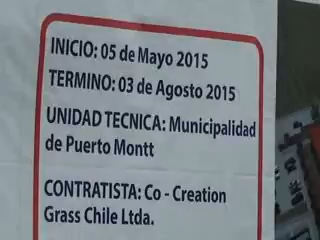 INICIO: 05 de Mayo 2015
TERMINO: 03 de Agosto 2015
UNIDAD TECNICA: Municipalidad
de Puerto Montt
CONTRATISTA: Co - Creation
Grass Chile Ltda.